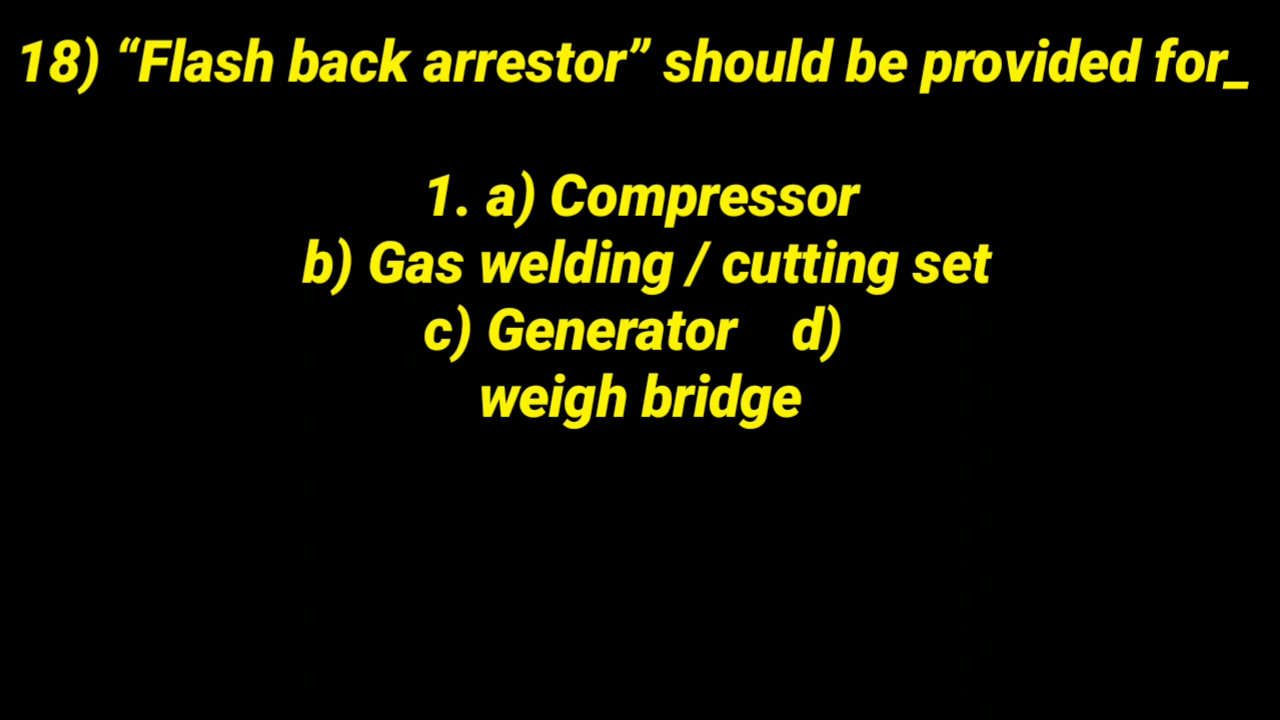 18) “Flash back arrestor” should be provided for_
1. a) Compressor
b) Gas welding / cutting set
c) Generator d)
weigh bridge